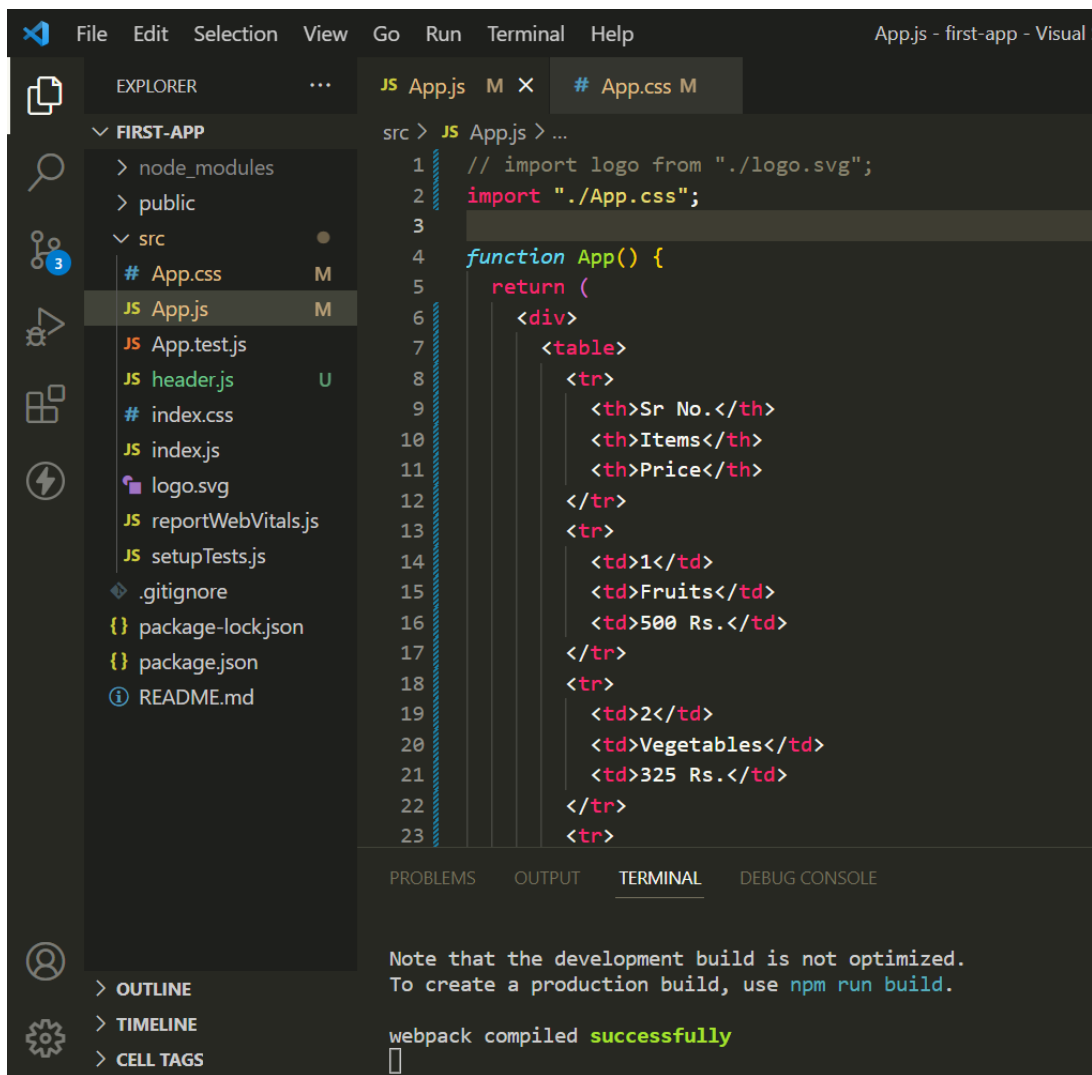 File Edit Selection View Go Run Terminal Help App.js - first-app - Visual
EXPLORER ...
FIRST-APP
node_modules
public
src
# App.css M
JS App.js M
JS App.test.js
JS header.js U
# index.css
JS index.js
logo.svg
JS reportWebVitals.js
JS setupTests.js
.gitignore
{} package-lock.json
{} package.json
README.md
OUTLINE
TIMELINE
CELL TAGS
3
JS App.js M × # App.css M
src > JS App.js > ...
1 // import logo from "./logo.svg";
2 import "./App.css";
3
4 function App() {
5 return (
6 <div>
7 <table>
8 <tr>
9 <th>Sr No.</th>
10 <th>Items</th>
11 <th>Price</th>
12 </tr>
13 <tr>
14 <td>1</td>
15 <td>Fruits</td>
16 <td>500 Rs.</td>
17 </tr>
18 <tr>
19 <td>2</td>
20 <td>Vegetables</td>
21 <td>325 Rs.</td>
22 </tr>
23 <tr>
PROBLEMS OUTPUT TERMINAL DEBUG CONSOLE
Note that the development build is not optimized.
To create a production build, use npm run build.
webpack compiled successfully